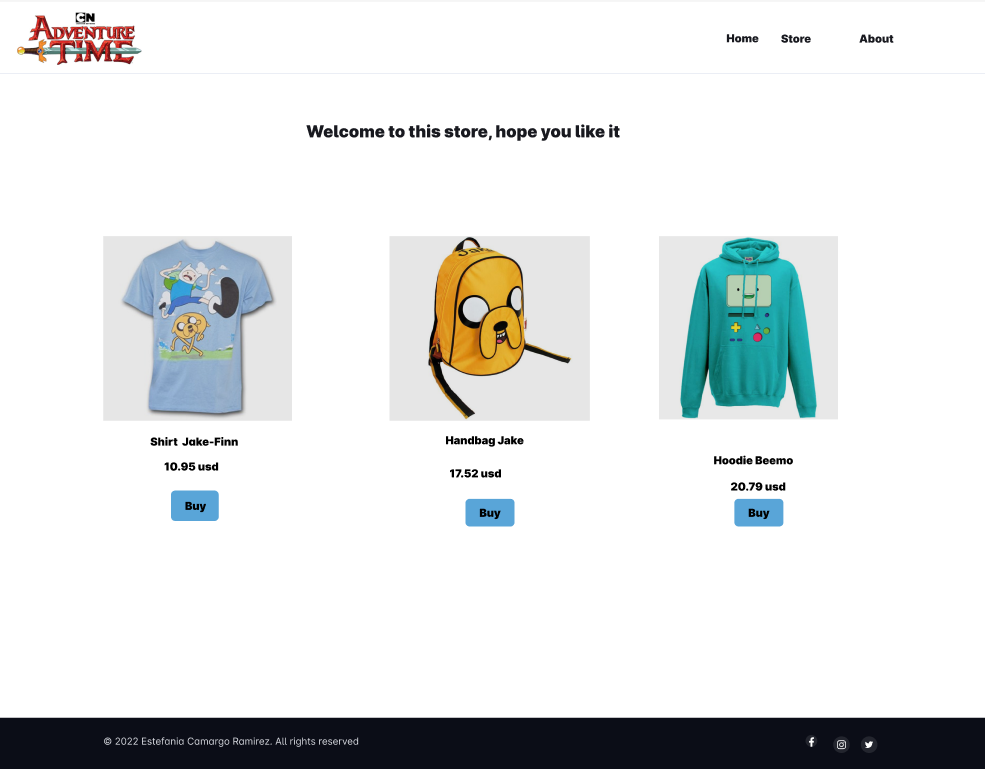 CN
ADVENTURE
TIME
Home Store About
Welcome to this store, hope you like it
Jake
Shirt Jake-Finn
10.95 usd
Buy
Handbag Jake
17.52 usd
Buy
Hoodie Beemo
20.79 usd
Buy
© 2022 Estefania Camargo Ramirez. All rights reserved